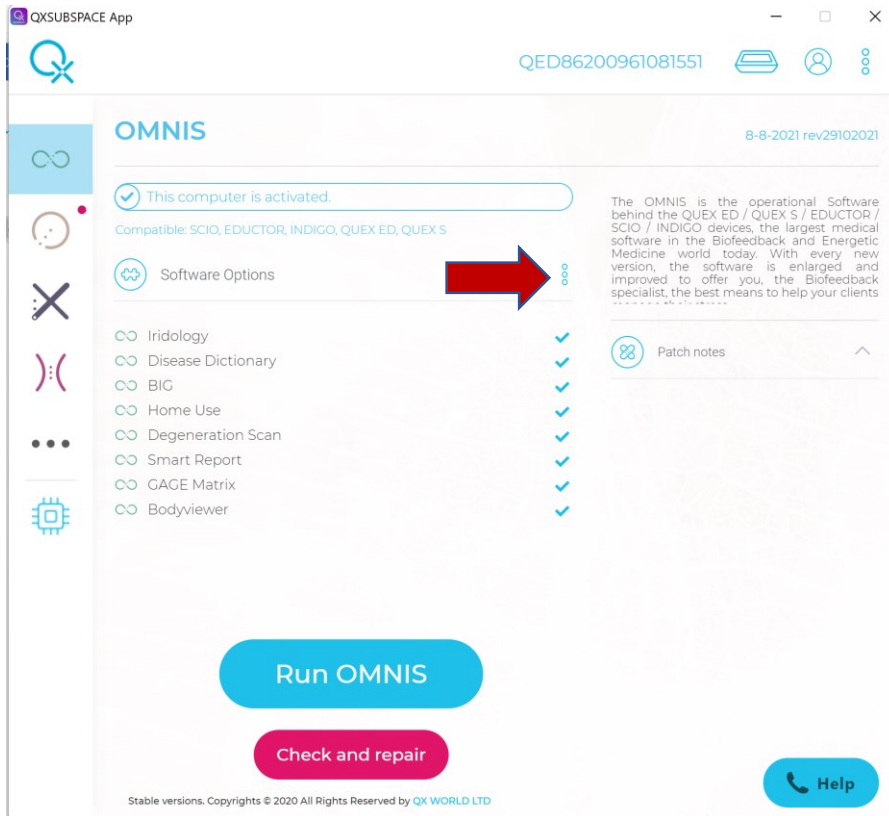 QXSUBSPACE App
QED86200961081551
OMNIS
8-8-2021 rev29102021
This computer is activated.
Compatible: SCIO, EDUCTOR, INDIGO, QUEX ED, QUEX S
Software Options
Iridology
Disease Dictionary
BIG
Home Use
Degeneration Scan
Smart Report
GAGE Matrix
Bodyviewer
The OMNIS is the operational Software
behind the QUEX ED / QUEX S / EDUCTOR /
SCIO / INDIGO devices, the largest medical
software in the Biofeedback and Energetic
Medicine world today. With every new
version, the software is enlarged and
improved to offer you, the Biofeedback
specialist, the best means to help your clients
Patch notes
Run OMNIS
Check and repair
Stable versions. Copyrights © 2020 All Rights Reserved by QX WORLD LTD
Help